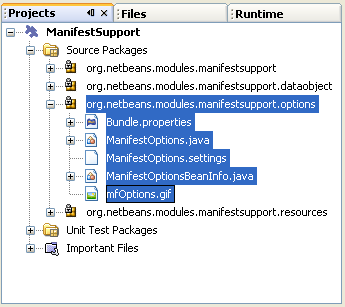 Projects Files Runtime
ManifestSupport
Source Packages
org.netbeans.modules.manifestsupport
org.netbeans.modules.manifestsupport.dataobject
org.netbeans.modules.manifestsupport.options
Bundle.properties
ManifestOptions.java
ManifestOptions.settings
ManifestOptionsBeanInfo.java
mfOptions.gif
org.netbeans.modules.manifestsupport.resources
Unit Test Packages
Important Files